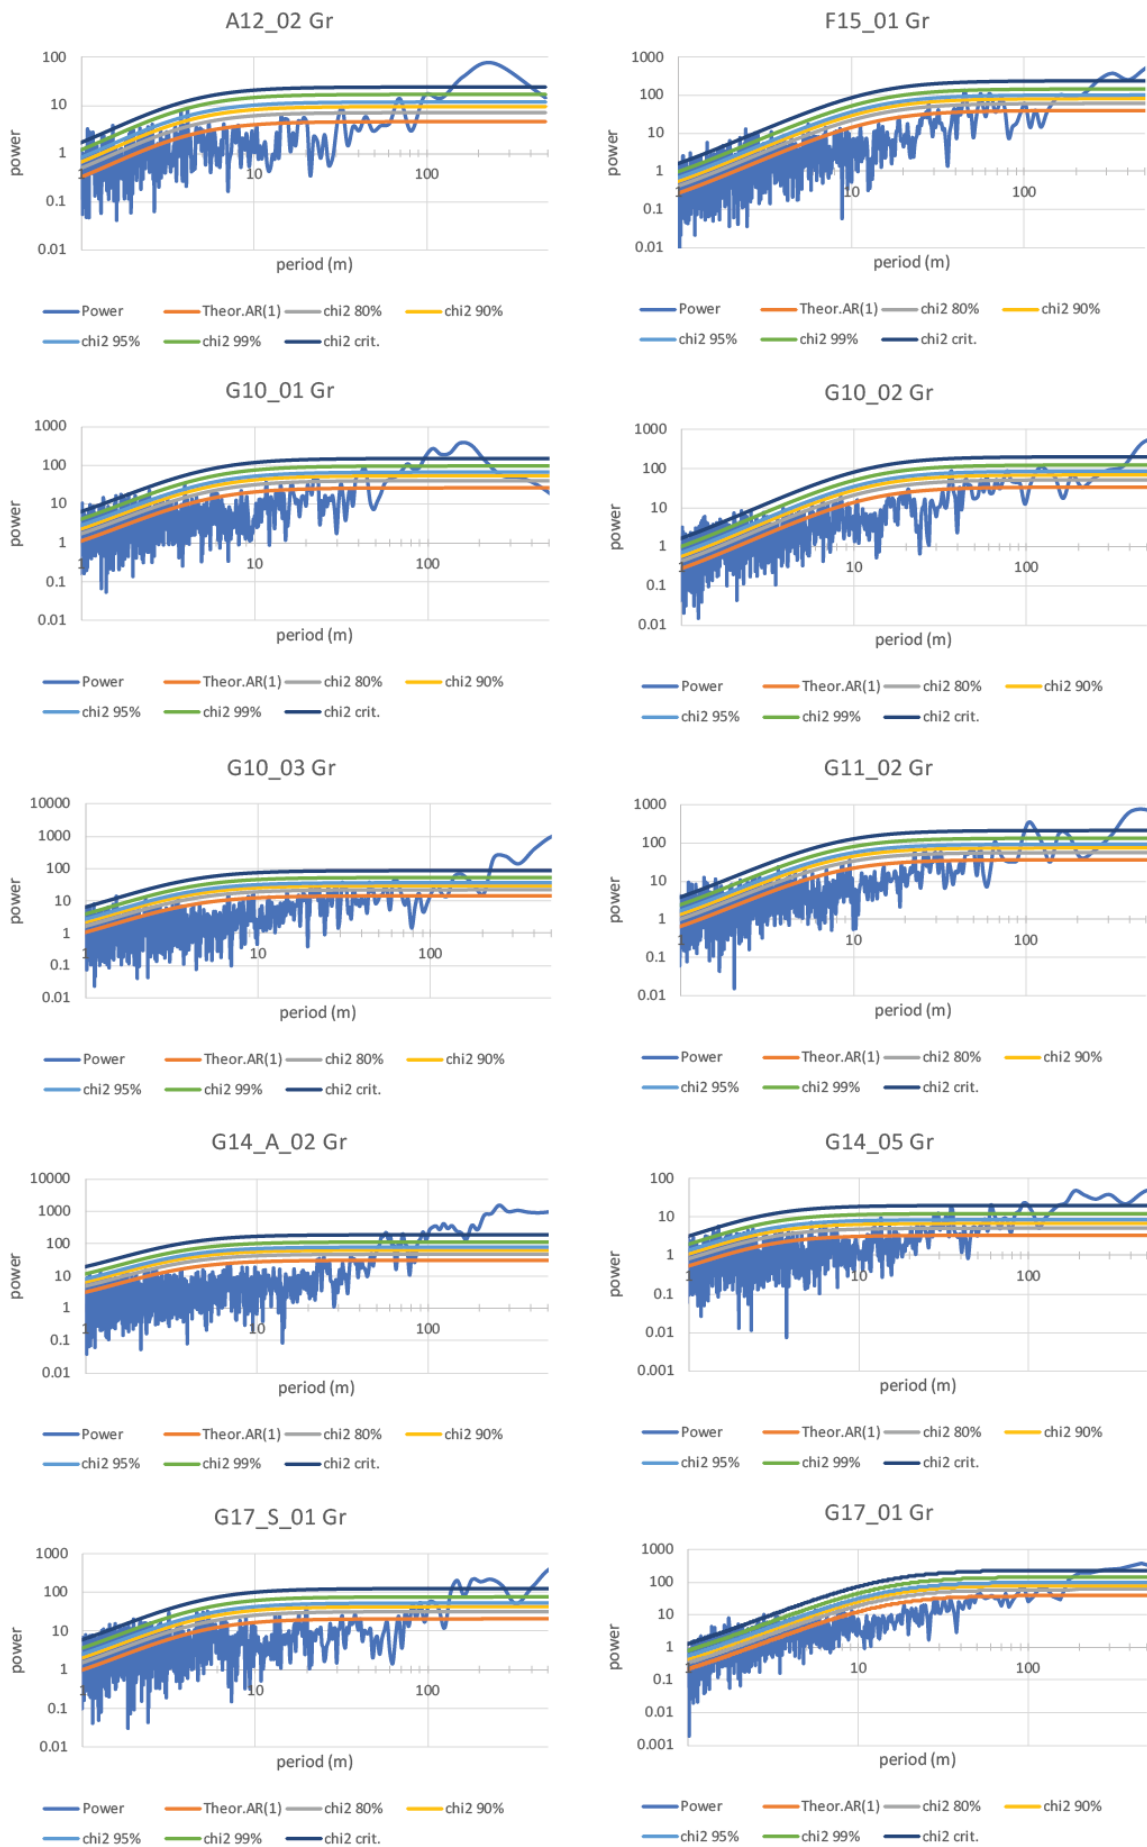 A12_02 Gr
100
10
1
0.1
0.01
1
10
100
power
period (m)
Power
Theor.AR(1)
chi2 80%
chi2 90%
chi2 95%
chi2 99%
chi2 crit.
F15_01 Gr
1000
100
10
1
0.1
0.01
1
10
100
power
period (m)
Power
Theor.AR(1)
chi2 80%
chi2 90%
chi2 95%
chi2 99%
chi2 crit.
G10_01 Gr
1000
100
10
1
0.1
0.01
1
10
100
power
period (m)
Power
Theor.AR(1)
chi2 80%
chi2 90%
chi2 95%
chi2 99%
chi2 crit.
G10_02 Gr
1000
100
10
1
0.1
0.01
1
10
100
power
period (m)
Power
Theor.AR(1)
chi2 80%
chi2 90%
chi2 95%
chi2 99%
chi2 crit.
G10_03 Gr
10000
1000
100
10
1
0.1
0.01
1
10
100
power
period (m)
Power
Theor.AR(1)
chi2 80%
chi2 90%
chi2 95%
chi2 99%
chi2 crit.
G11_02 Gr
1000
100
10
1
0.1
0.01
1
10
100
power
period (m)
Power
Theor.AR(1)
chi2 80%
chi2 90%
chi2 95%
chi2 99%
chi2 crit.
G14_A_02 Gr
10000
1000
100
10
1
0.1
0.01
1
10
100
power
period (m)
Power
Theor.AR(1)
chi2 80%
chi2 90%
chi2 95%
chi2 99%
chi2 crit.
G14_05 Gr
100
10
1
0.1
0.01
0.001
1
10
100
power
period (m)
Power
Theor.AR(1)
chi2 80%
chi2 90%
chi2 95%
chi2 99%
chi2 crit.
G17_S_01 Gr
1000
100
10
1
0.1
0.01
1
10
100
power
period (m)
Power
Theor.AR(1)
chi2 80%
chi2 90%
chi2 95%
chi2 99%
chi2 crit.
G17_01 Gr
1000
100
10
1
0.1
0.01
0.001
1
10
100
power
period (m)
Power
Theor.AR(1)
chi2 80%
chi2 90%
chi2 95%
chi2 99%
chi2 crit.